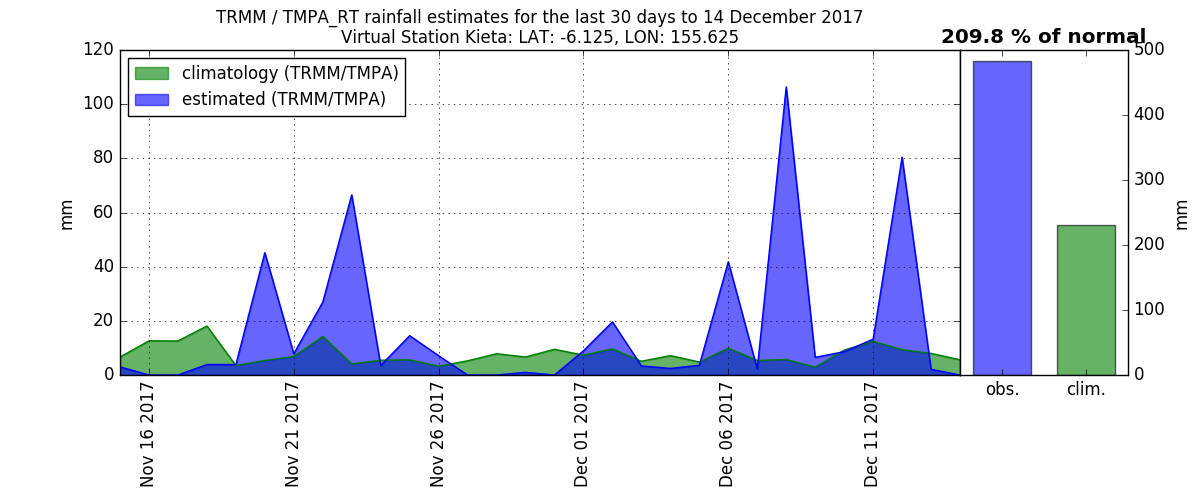 TRMM / TMPA_RT rainfall estimates for the last 30 days to 14 December 2017
Virtual Station Kieta: LAT: -6.125, LON: 155.625
209.8 % of normal
climatology (TRMM/TMPA)
estimated (TRMM/TMPA)
120
100
80
60
40
20
0
mm
Nov 16 2017
Nov 21 2017
Nov 26 2017
Dec 01 2017
Dec 06 2017
Dec 11 2017
500
400
300
200
100
0
mm
obs.
clim.